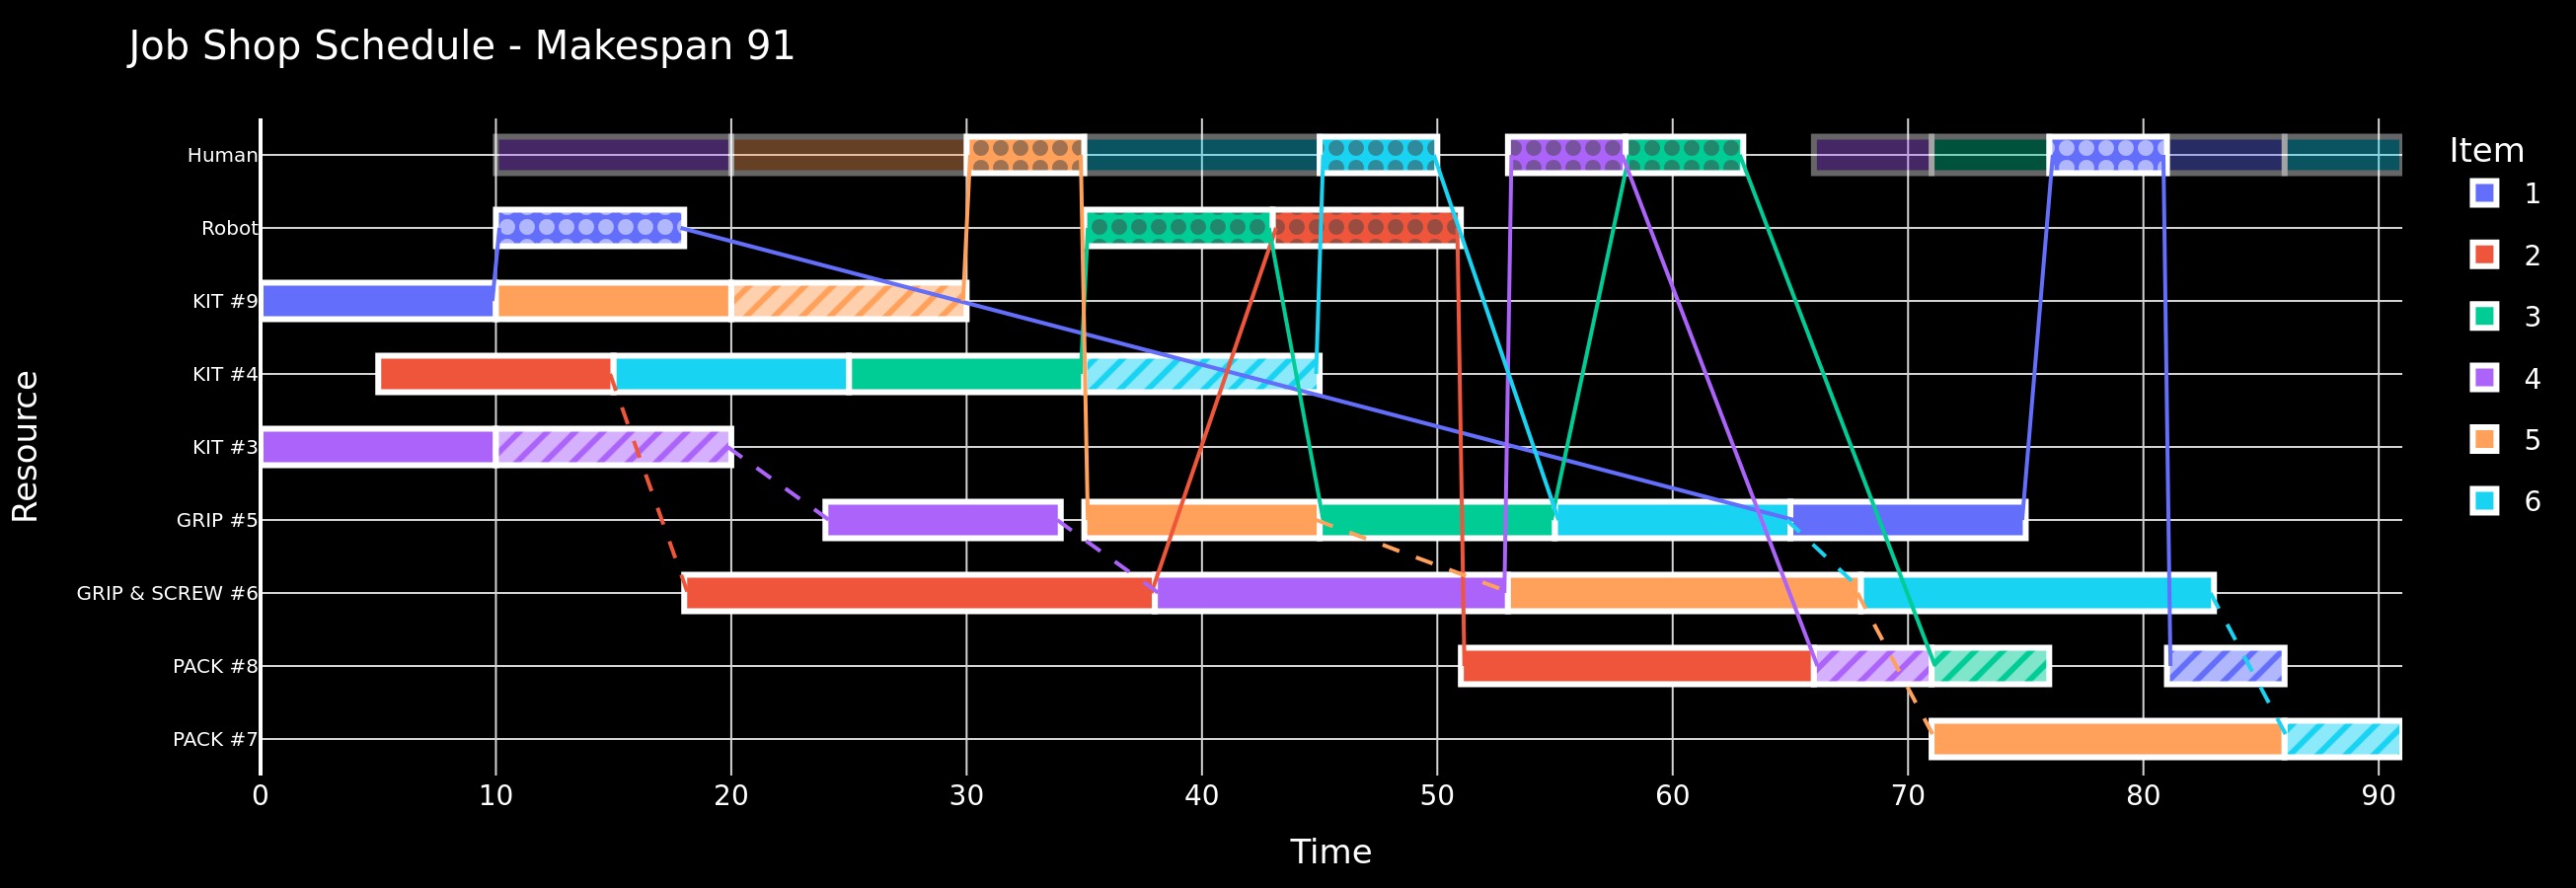 Job Shop Schedule - Makespan 91
Resource
Human
Robot
KIT #9
KIT #4
KIT #3
GRIP #5
GRIP & SCREW #6
PACK #8
PACK #7
0 10 20 30 40 50 60 70 80 90
Time
Item
1
2
3
4
5
6